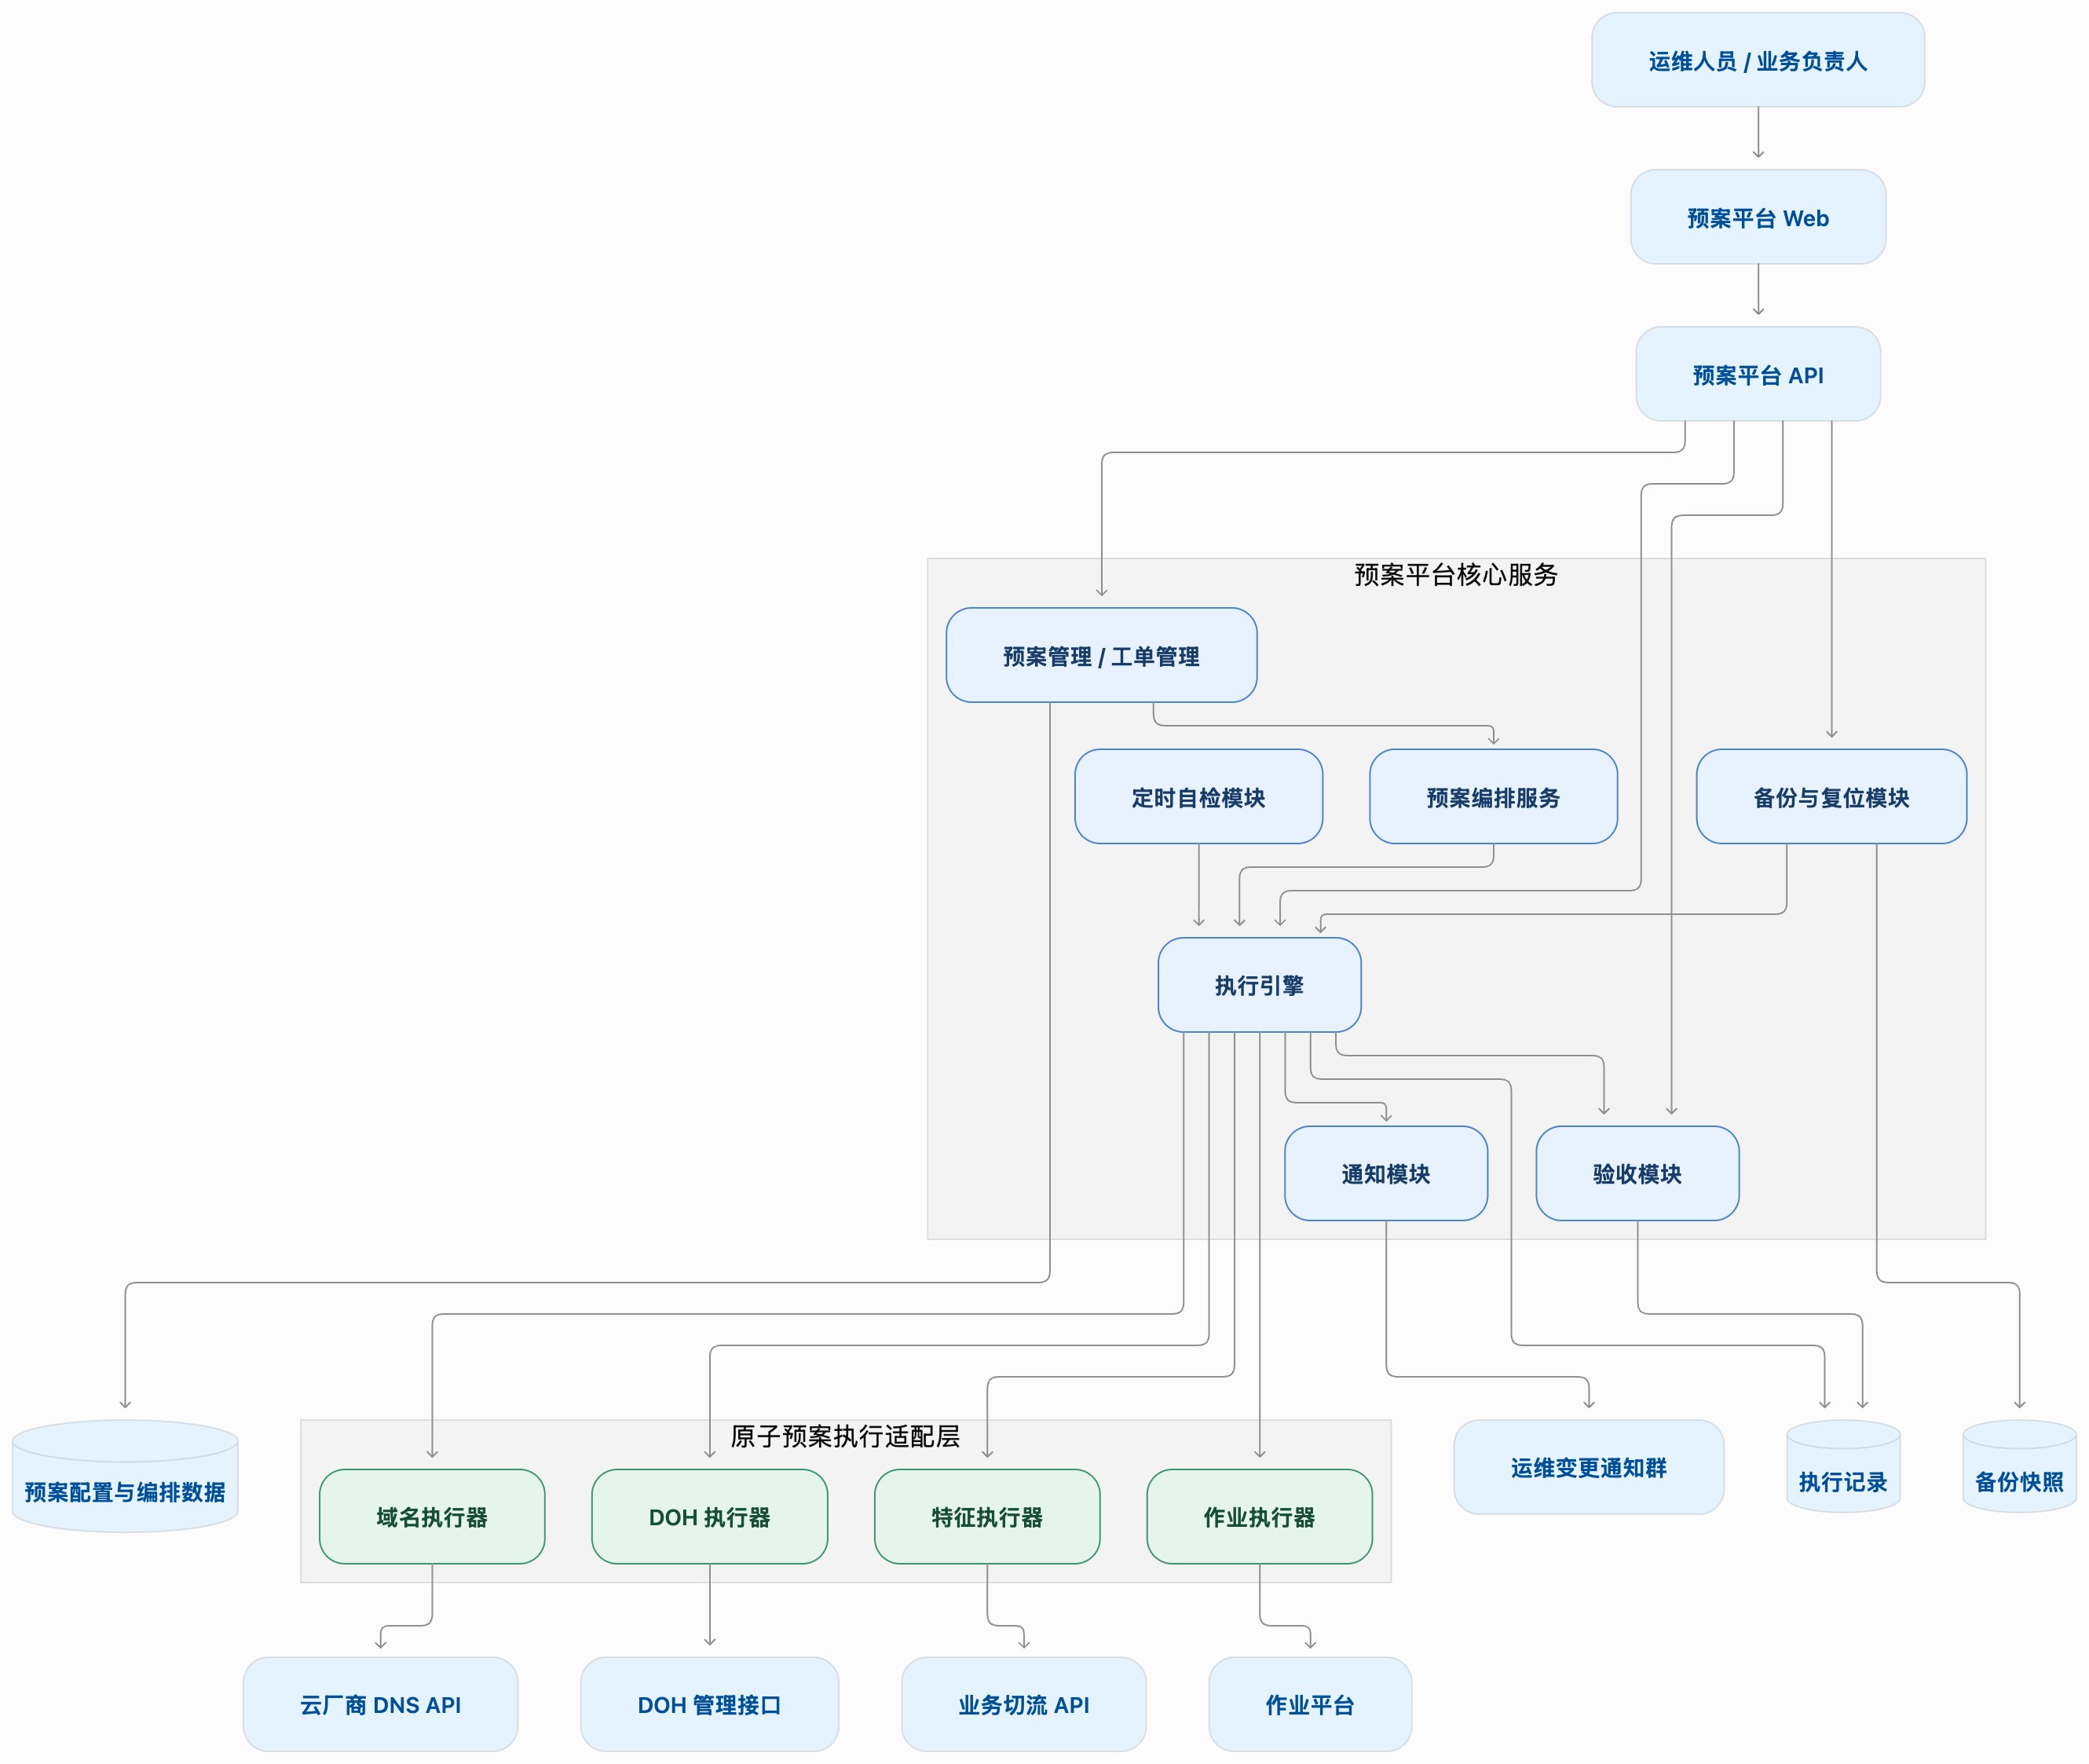 运维人员 / 业务负责人
预案平台 Web
预案平台 API
预案平台核心服务
预案管理 / 工单管理
定时自检模块
预案编排服务
备份与复位模块
执行引擎
通知模块
验收模块
预案配置与编排数据
原子预案执行适配层
域名执行器
DOH 执行器
特征执行器
作业执行器
运维变更通知群
执行记录
备份快照
云厂商 DNS API
DOH 管理接口
业务切流 API
作业平台